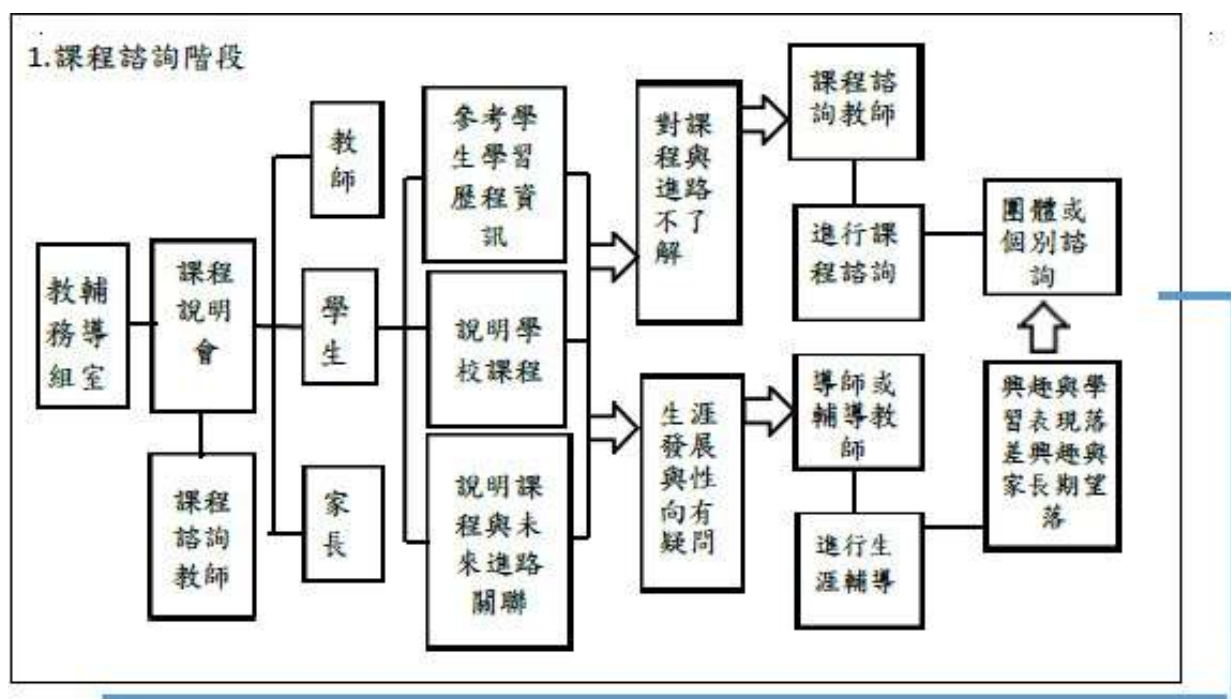 1.課程諮詢階段
教輔
務導
組室
課程
說明
會
課程
諮詢
教師
教
師
學
生
家
長
參考學
生學習
歷程資
訊
說明學
校課程
說明課
程與未
來進路
關聯
對課
程與
進路
不了
解
生涯
發展
與性
向有
疑問
課程諮
詢教師
進行課
程諮詢
導師或
輔導教
師
進行生
涯輔導
團體或
個別諮
詢
興趣與學
習表現落
差興趣與
家長期望
落